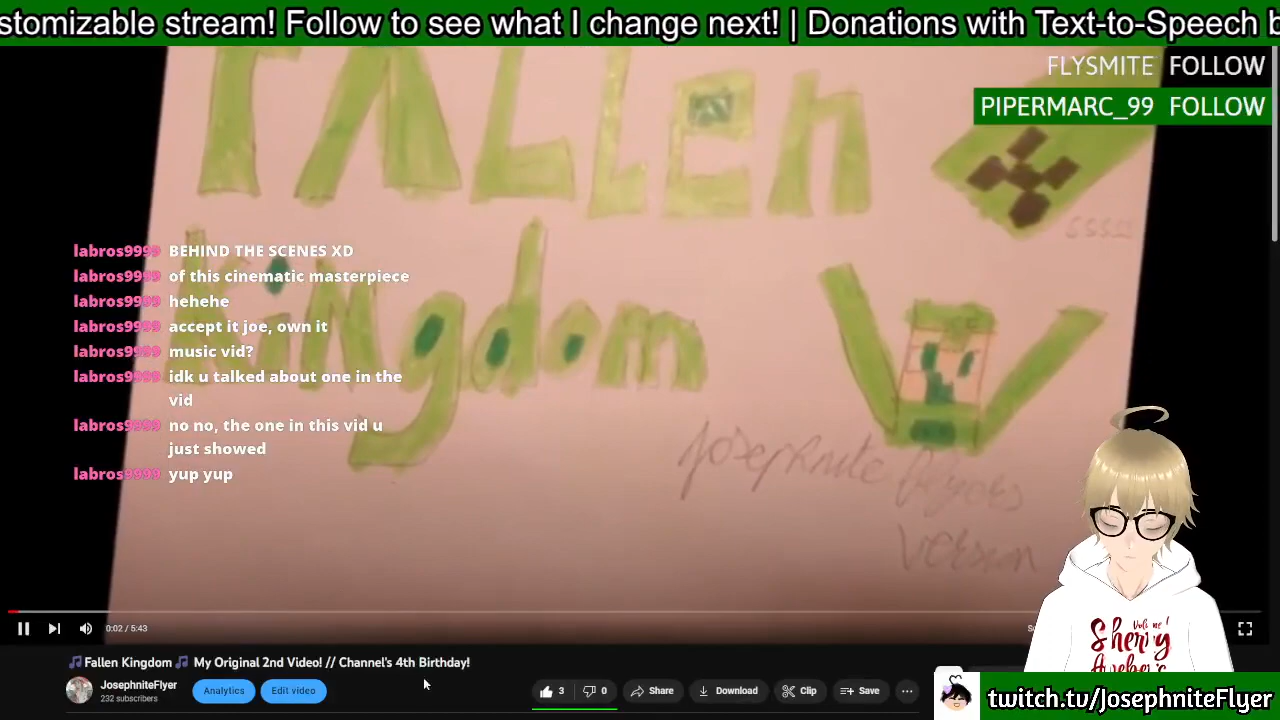 stomizable stream! Follow to see what I change next! | Donations with Text-to-Speech b
FLYSMITE FOLLOW
PIPERMARC_99 FOLLOW
FALLEn
kingdom
sssss
Josephnite flyers
version
labros9999 BEHIND THE SCENES XD
labros9999 of this cinematic masterpiece
labros9999 hehehe
labros9999 accept it joe, own it
labros9999 music vid?
labros9999 idk u talked about one in the
vid
labros9999 no no, the one in this vid u
just showed
labros9999 yup yup
0:02 / 5:43
Su
🎵Fallen Kingdom 🎵 My Original 2nd Video! // Channel's 4th Birthday!
JosephniteFlyer
232 subscribers
Analytics
Edit video
3
0
Share
Download
Clip
Save
Sherry
twitch.tv/JosephniteFlyer